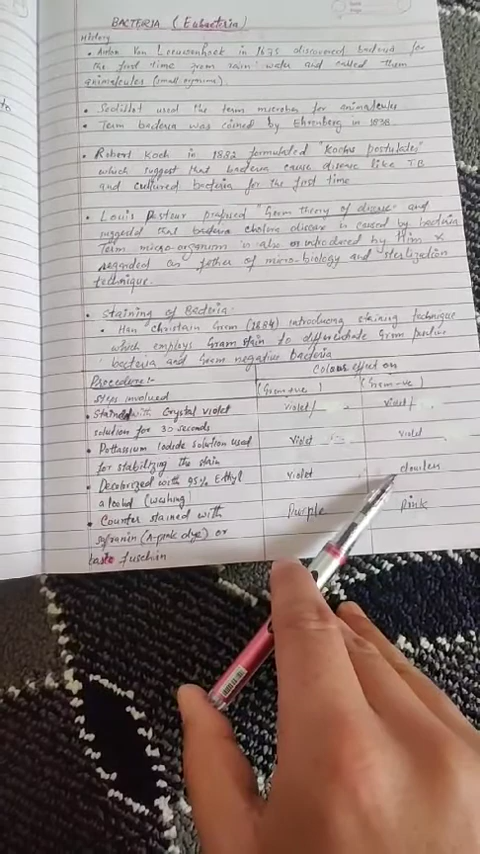 BACTERIA (Eubacteria)
History
• Anton Van Leeuwenhoek in 1675 discovered bacteria for
the first time from rain water and called them
animalcules (small organisms)
• Sedillot used the term microbes for animalcules
• Term bacteria was coined by Ehrenberg in 1838
• Robert Koch in 1882 formulated "Kochs postulades"
which suggest that bacteria cause disease like T.B
and cultured bacteria for the first time
• Louis Pasteur proposed "Germ theory of disease" and
suggested that bacteria cholera disease is caused by bacteria
Term micro-organism is also introduced by Him &
regarded as father of micro-biology and sterilization
technique.
• Staining of Bacteria:
• Han Christain Gram (1884) introducing staining technique
which employs Gram stain to differentiate Gram positive
bacteria and Gram negative bacteria
Procedure:- Colour effect on
steps involved (Gram +ve) (Gram -ve)
• Stained with Crystal violet violet/ violet/
solution for 30 seconds
• Potassium Iodide solution used violet violet
for stabilizing the stain
• Decolorized with 95% Ethyl violet clourless
alcohol (washing)
• Counter stained with Purple Pink
safranin (A-pink dye) or
basic fuschin